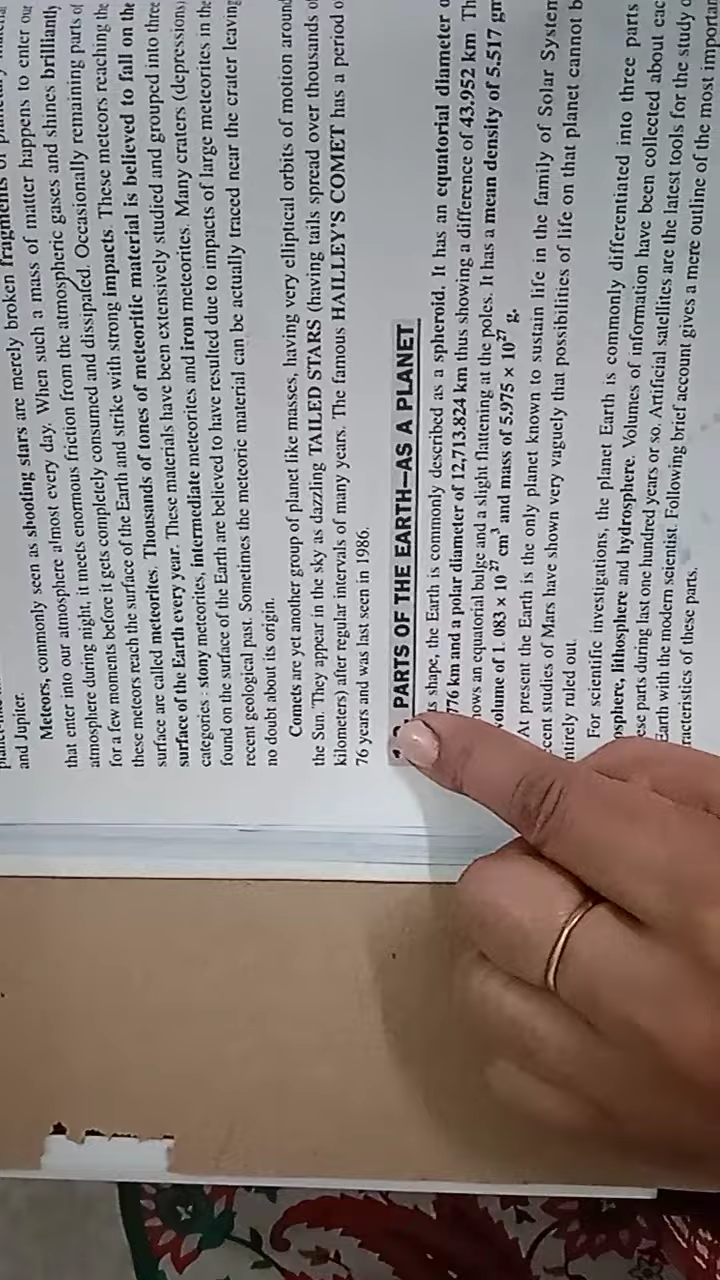 and Jupiter.
Meteors, commonly seen as shooting stars are merely broken fragments of planetary
that enter into our atmosphere almost every day. When such a mass of matter happens to enter our
atmosphere during night, it meets enormous friction from the atmospheric gases and shines brilliantly
for a few moments before it gets completely consumed and dissipated. Occasionally remaining parts of
these meteors reach the surface of the Earth and strike with strong impacts. These meteors reaching the
surface are called meteorites. Thousands of tones of meteoritic material is believed to fall on the
surface of the Earth every year. These materials have been extensively studied and grouped into three
categories : stony meteorites, intermediate meteorites and iron meteorites. Many craters (depressions)
found on the surface of the Earth are believed to have resulted due to impacts of large meteorites in the
recent geological past. Sometimes the meteoric material can be actually traced near the crater leaving
no doubt about its origin.
Comets are yet another group of planet like masses, having very elliptical orbits of motion around
the Sun. They appear in the sky as dazzling TAILED STARS (having tails spread over thousands of
kilometers) after regular intervals of many years. The famous HAILLEY'S COMET has a period o
76 years and was last seen in 1986.
PARTS OF THE EARTH—AS A PLANET
s shape, the Earth is commonly described as a spheroid. It has an equatorial diameter o
776 km and a polar diameter of 12,713.824 km thus showing a difference of 43.952 km Th
ows an equatorial bulge and a slight flattening at the poles. It has a mean density of 5.517 gm
volume of 1. 083 x 10²⁷ cm³ and mass of 5.975 × 10²⁷ g.
At present the Earth is the only planet known to sustain life in the family of Solar System
cent studies of Mars have shown very vaguely that possibilities of life on that planet cannot b
ntirely ruled out.
For scientific investigations, the planet Earth is commonly differentiated into three parts
osphere, lithosphere and hydrosphere. Volumes of information have been collected about eac
ese parts during last one hundred years or so. Artificial satellites are the latest tools for the study o
Earth with the modern scientist. Following brief account gives a mere outline of the most importan
racteristics of these parts.